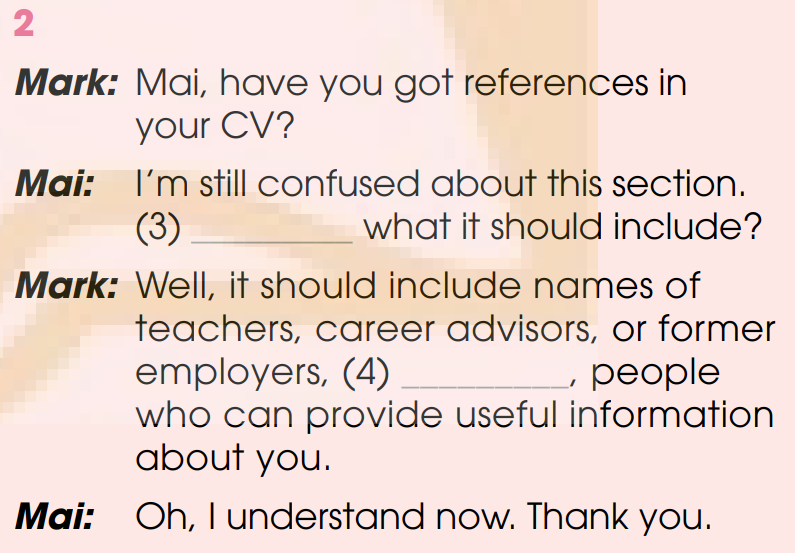 2
Mark: Mai, have you got references in
your CV?
Mai: I'm still confused about this section.
(3) __________ what it should include?
Mark: Well, it should include names of
teachers, career advisors, or former
employers, (4) __________, people
who can provide useful information
about you.
Mai: Oh, I understand now. Thank you.